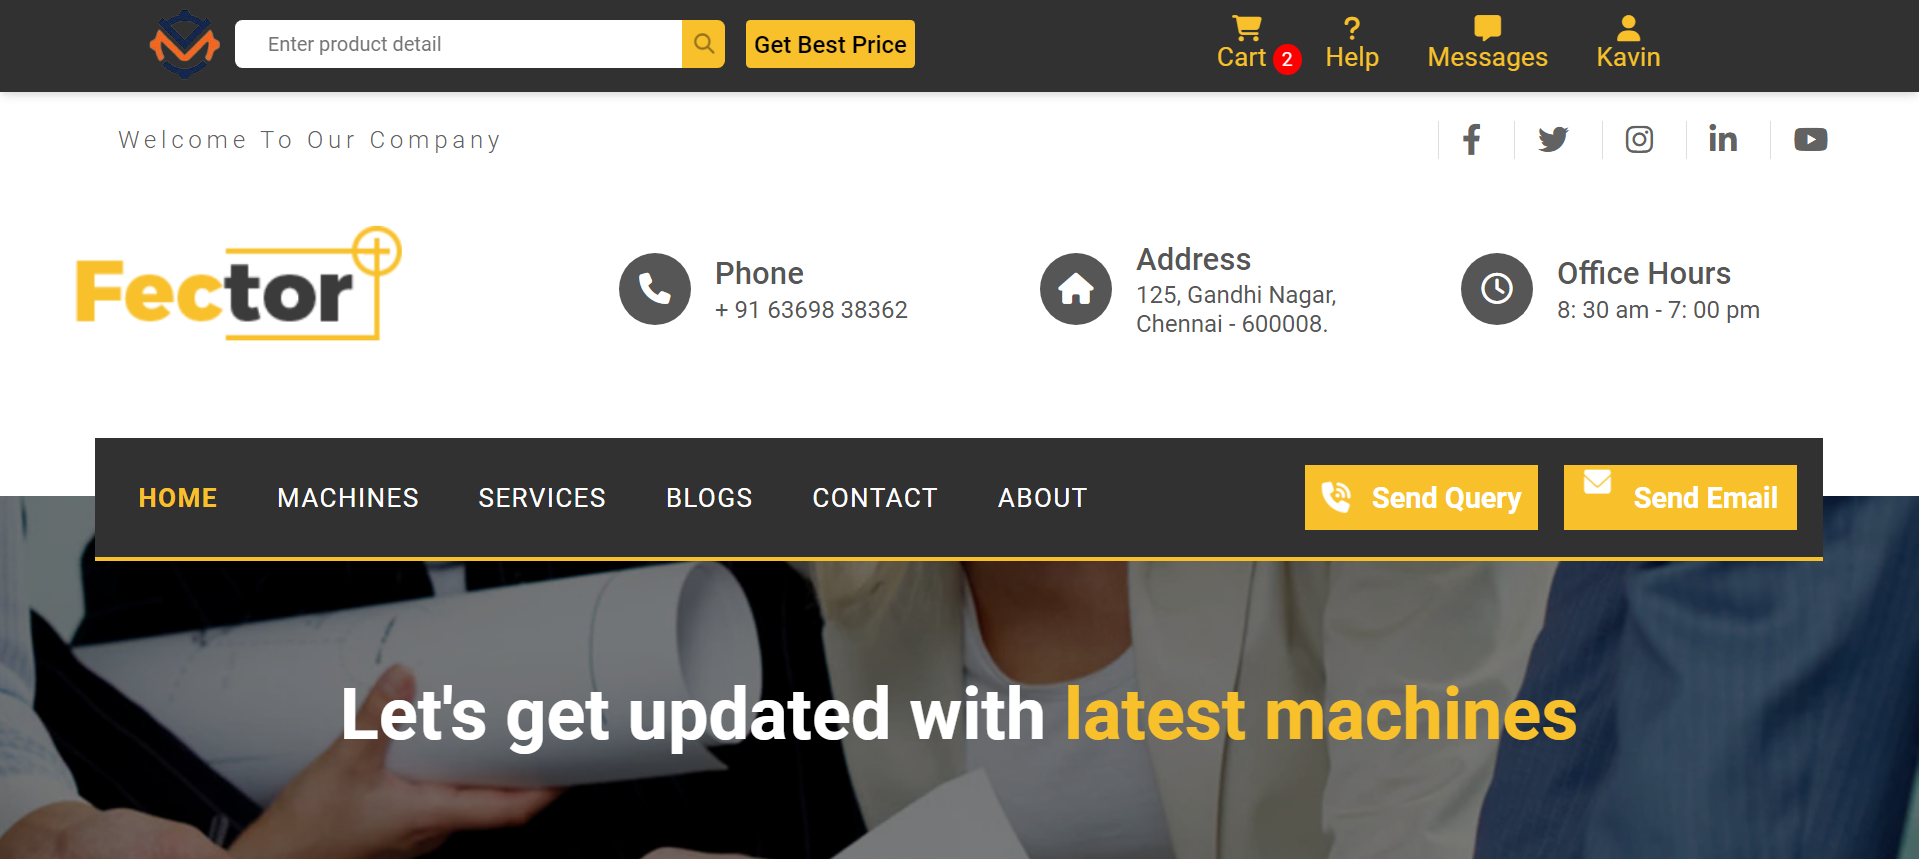 Enter product detail
Get Best Price
Cart 2
Help
Messages
Kavin
Welcome To Our Company
Fector
Phone
+ 91 63698 38362
Address
125, Gandhi Nagar,
Chennai - 600008.
Office Hours
8: 30 am - 7: 00 pm
HOME
MACHINES
SERVICES
BLOGS
CONTACT
ABOUT
Send Query
Send Email
Let's get updated with latest machines